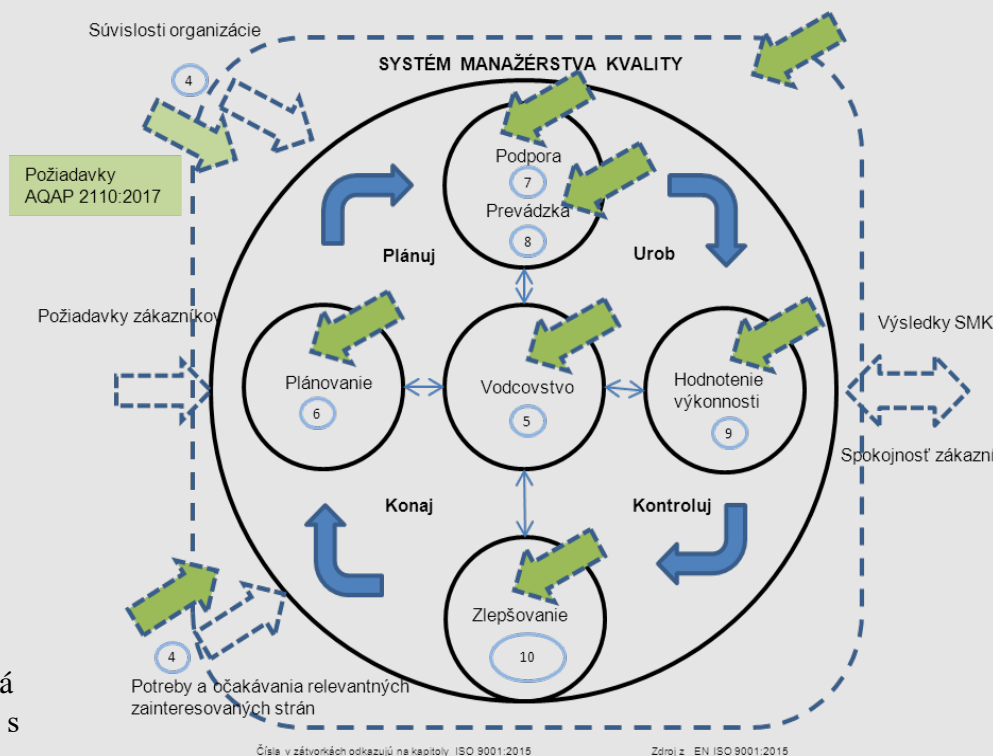 Súvislosti organizácie
SYSTÉM MANAŽÉRSTVA KVALITY
4
Požiadavky
AQAP 2110:2017
Podpora
7
Prevádzka
8
Plánuj
Urob
Požiadavky zákazníkov
Výsledky SMK
Plánovanie
6
Vodcovstvo
5
Hodnotenie
výkonnosti
9
Spokojnosť zákazní
Konaj
Kontroluj
Zlepšovanie
10
4
Potreby a očakávania relevantných
zainteresovaných strán
á
s
Čísla v zátvorkách odkazujú na kapitoly ISO 9001:2015
Zdroj z EN ISO 9001:2015